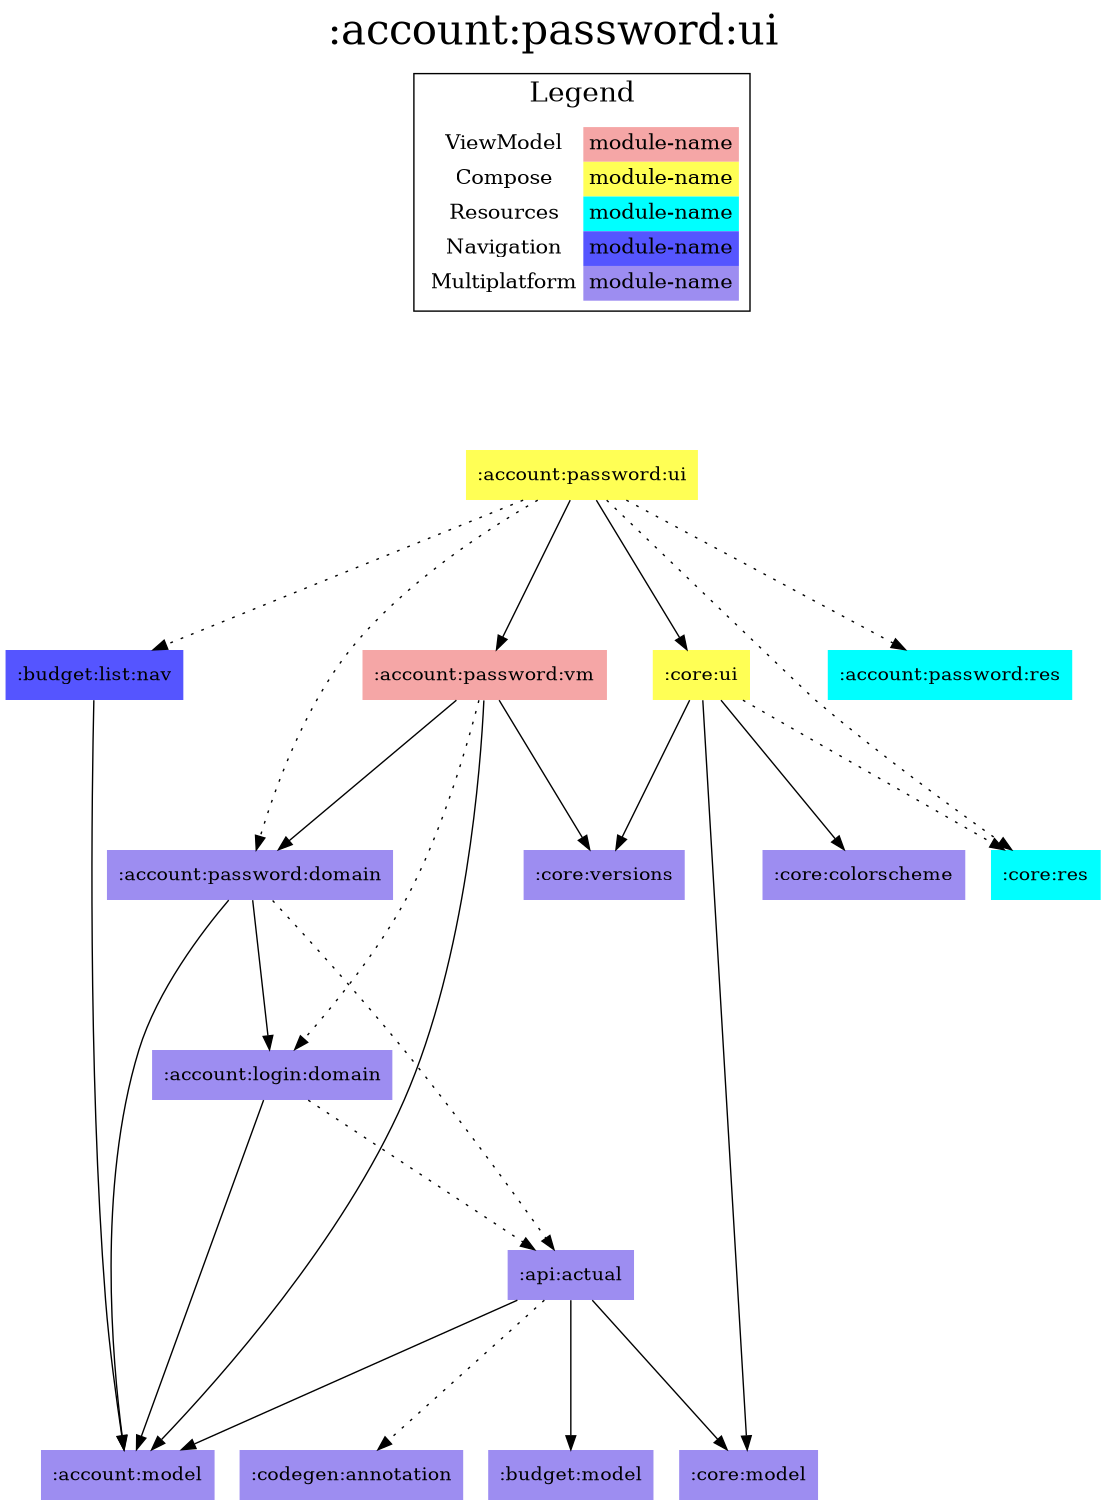 :account:password:ui
Legend
ViewModel module-name
Compose module-name
Resources module-name
Navigation module-name
Multiplatform module-name
:account:password:ui
:budget:list:nav :account:password:vm :core:ui :account:password:res
:account:password:domain :core:versions :core:colorscheme :core:res
:account:login:domain
:api:actual
:account:model :codegen:annotation :budget:model :core:model